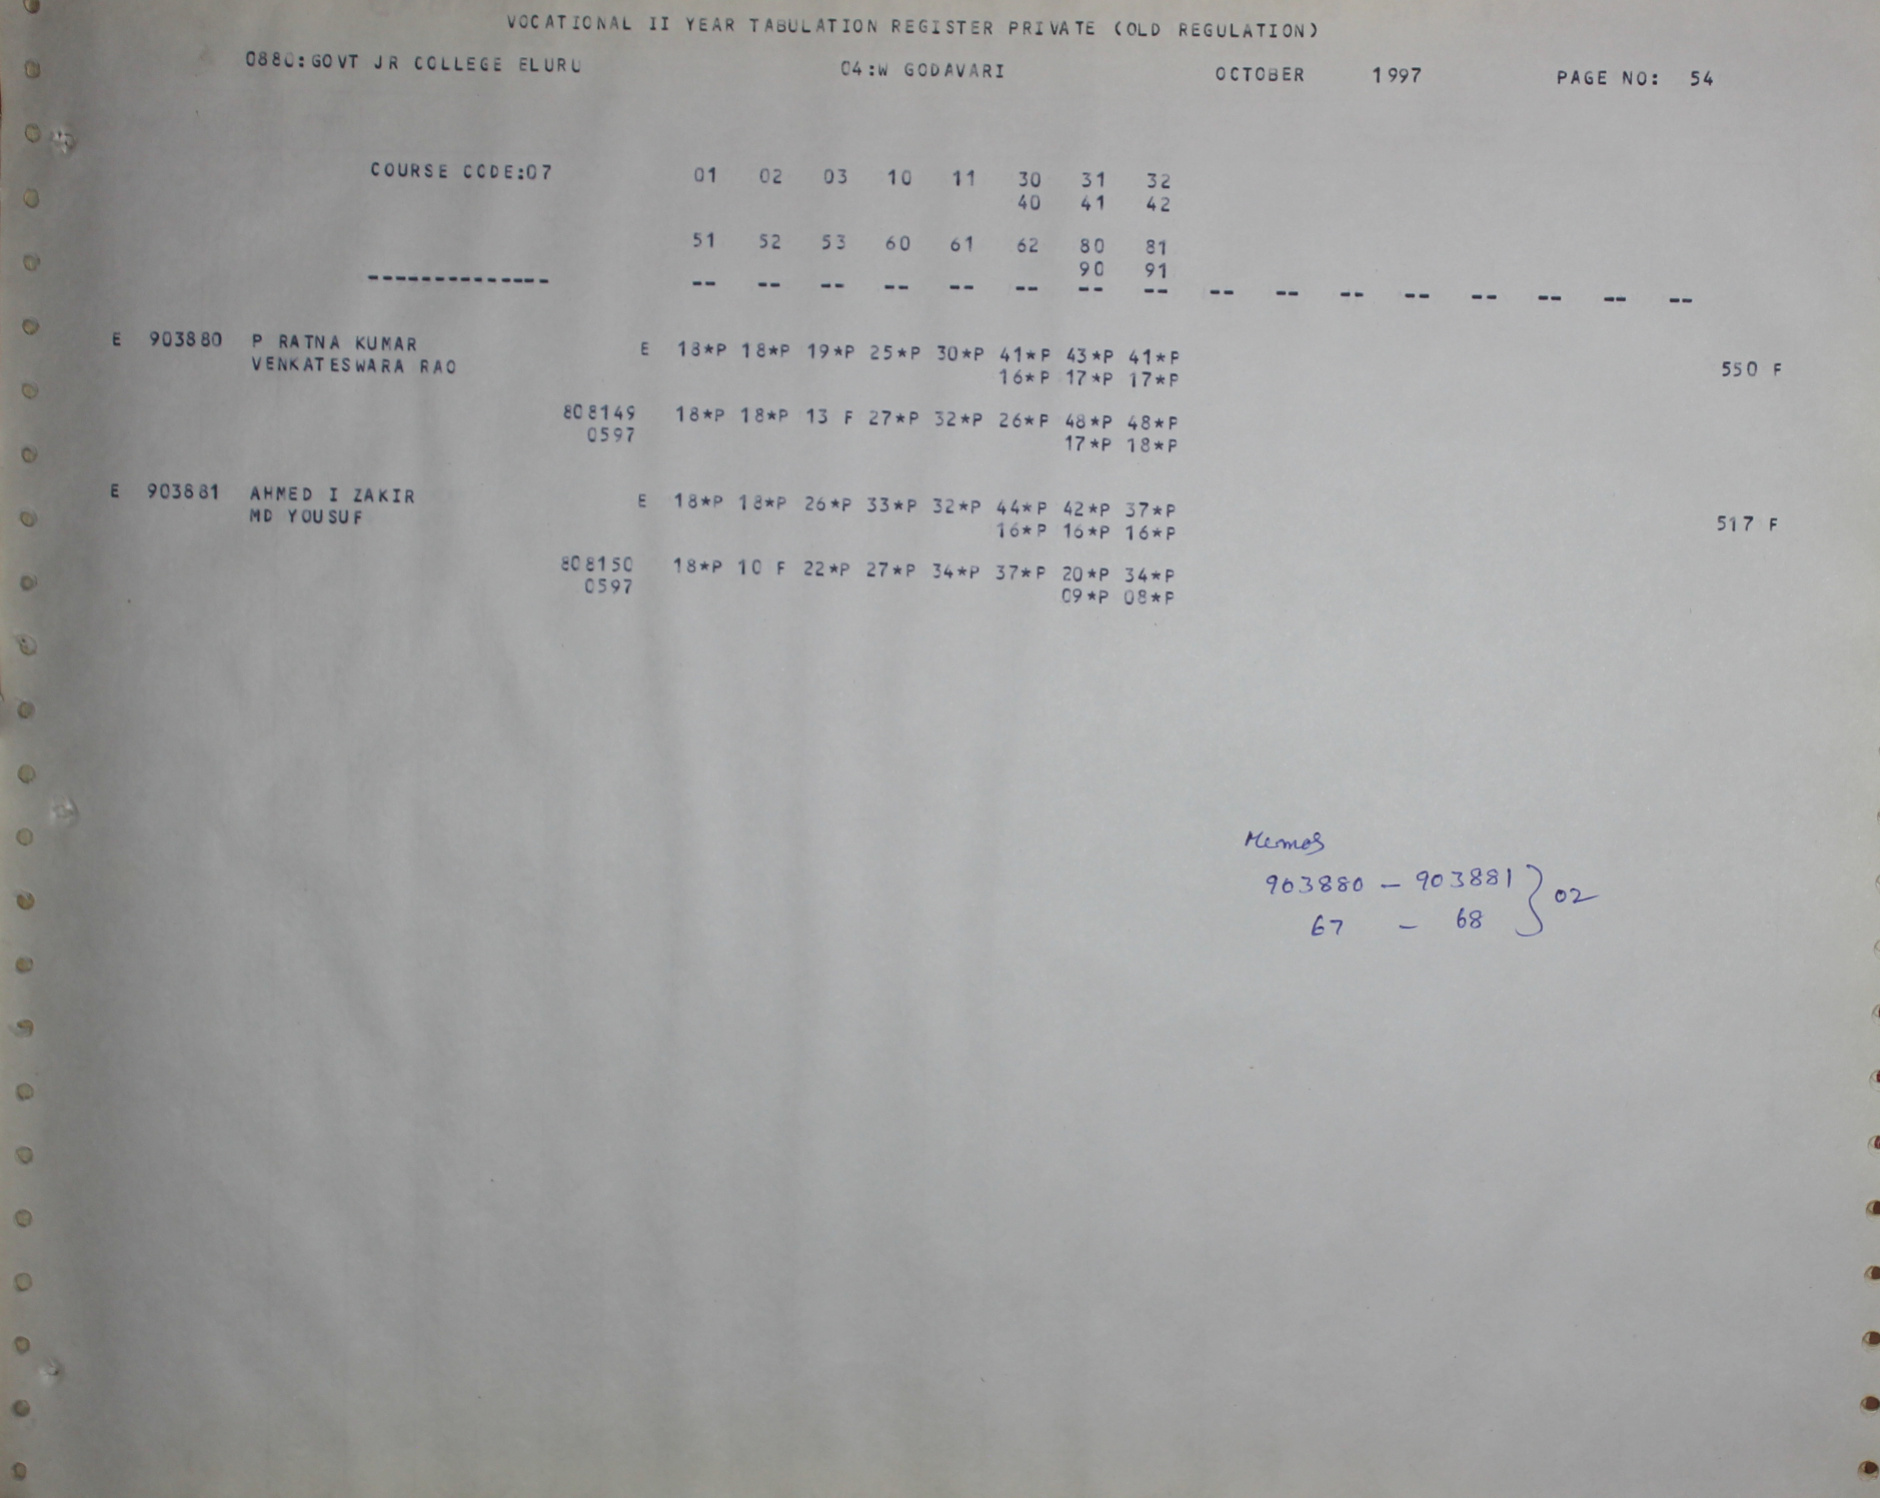 VOCATIONAL II YEAR TABULATION REGISTER PRIVATE (OLD REGULATION)
0880:GOVT JR COLLEGE ELURU 04:W GODAVARI OCTOBER 1997 PAGE NO: 54
COURSE CODE:07 01 02 03 10 11 30 31 32
40 41 42
51 52 53 60 61 62 80 81
90 91
-------------- -- -- -- -- -- -- -- -- -- -- -- -- -- -- -- --
E 903880 P RATNA KUMAR E 18*P 18*P 19*P 25*P 30*P 41*P 43*P 41*P
VENKATESWARA RAO 16*P 17*P 17*P 550 F
808149 18*P 18*P 13 F 27*P 32*P 26*P 48*P 48*P
0597 17*P 18*P
E 903881 AHMED I ZAKIR E 18*P 18*P 26*P 33*P 32*P 44*P 42*P 37*P
MD YOUSUF 16*P 16*P 16*P 517 F
808150 18*P 10 F 22*P 27*P 34*P 37*P 20*P 34*P
0597 09*P 08*P
Memos
903880 - 903881 } 02
67 - 68